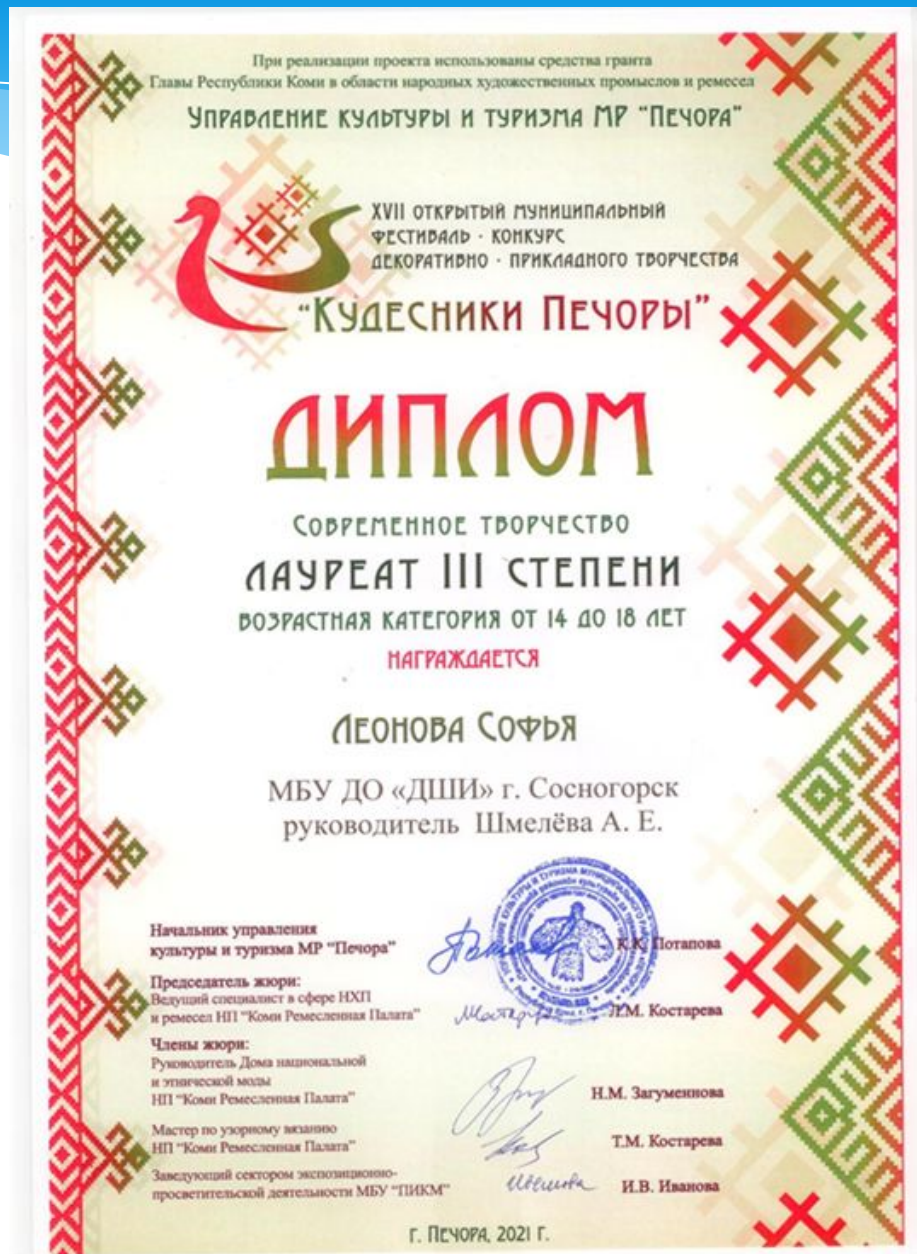 При реализации проекта использованы средства гранта
Главы Республики Коми в области народных художественных промыслов и ремесел
Управление культуры и туризма МР "Печора"
XVII открытый муниципальный
фестиваль - конкурс
декоративно - прикладного творчества
"Кудесники Печоры"
ДИПЛОМ
Современное творчество
Лауреат III степени
возрастная категория от 14 до 18 лет
награждается
Леонова Софья
МБУ ДО «ДШИ» г. Сосногорск
руководитель Шмелёва А. Е.
Начальник управления
культуры и туризма МР "Печора"
К.К. Потапова
Председатель жюри:
Ведущий специалист в сфере НХП
и ремесел НП "Коми Ремесленная Палата"
Л.М. Костарева
Члены жюри:
Руководитель Дома национальной
и этнической моды
НП "Коми Ремесленная Палата"
Н.М. Загуменнова
Мастер по узорному вязанию
НП "Коми Ремесленная Палата"
Т.М. Костарева
Заведующий сектором экспозиционно-
просветительской деятельности МБУ "ПИКМ"
И.В. Иванова
г. Печора, 2021 г.